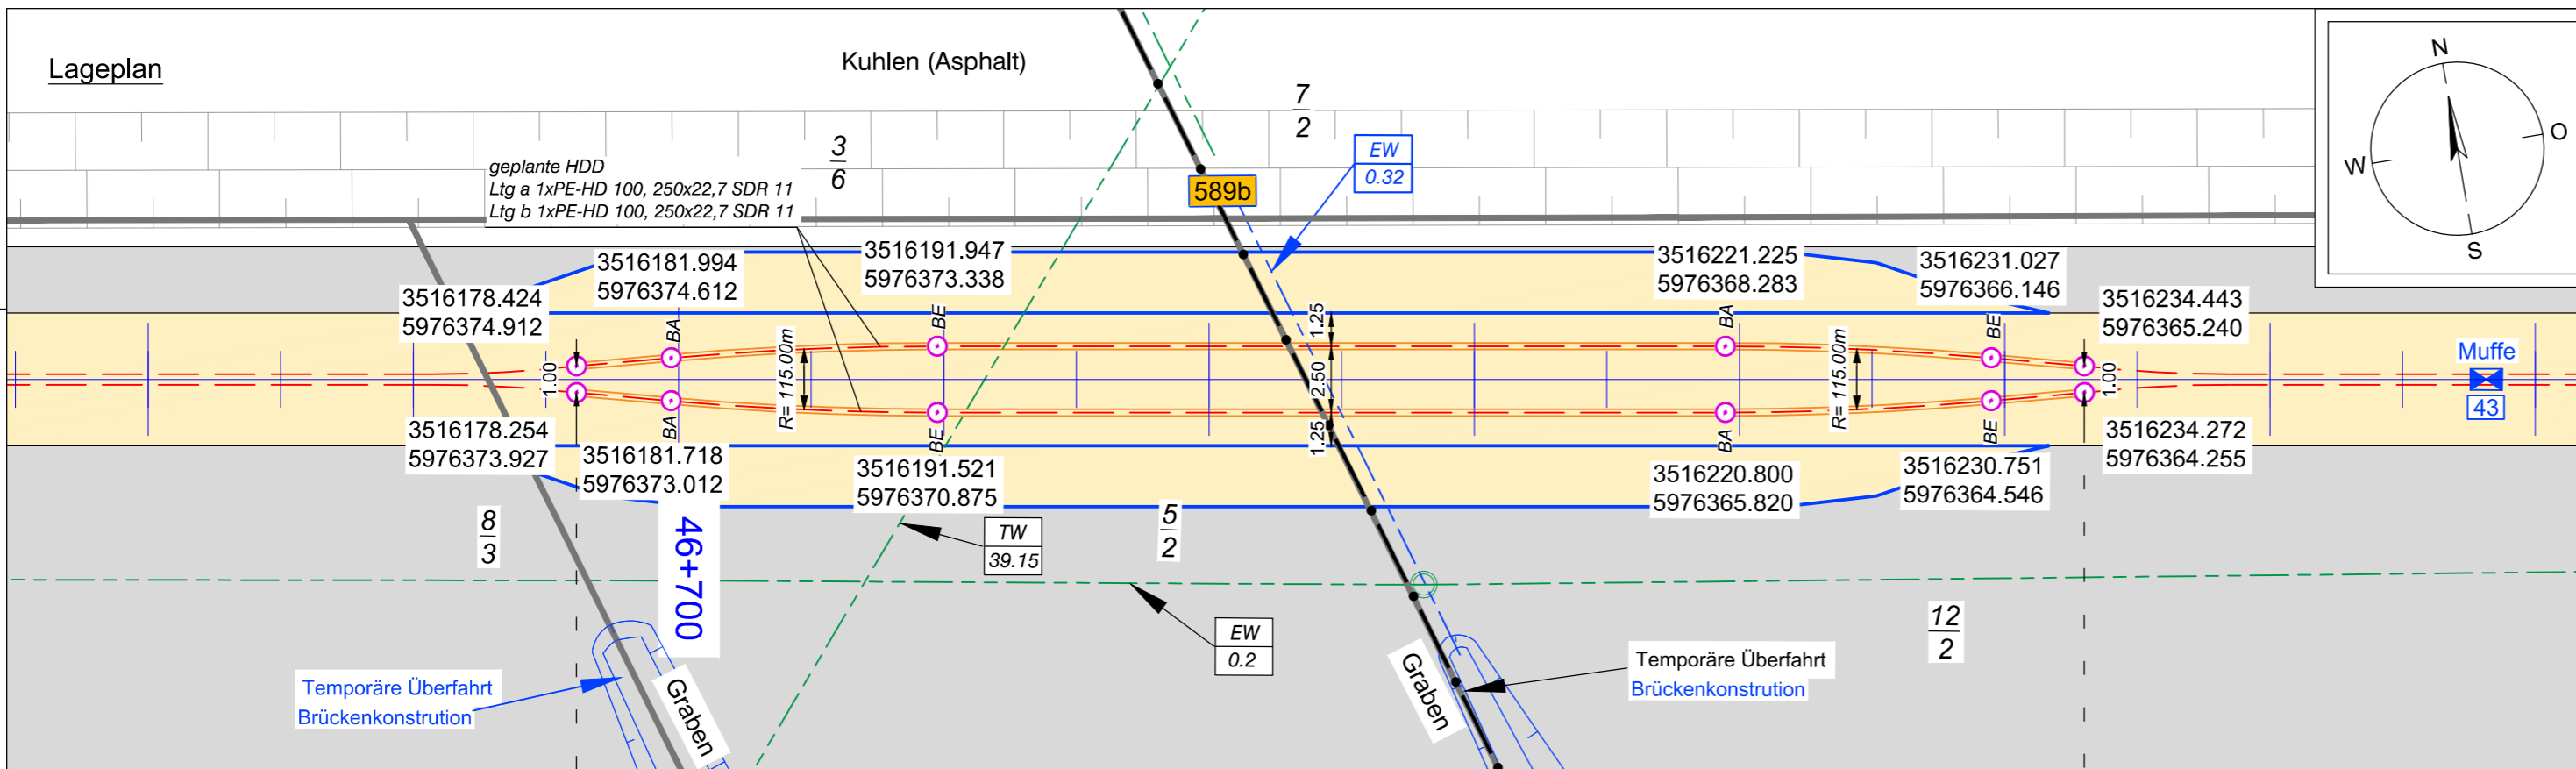 Lageplan
Kuhlen (Asphalt)
N
O
W
S
7
2
3
6
geplante HDD
Ltg a 1xPE-HD 100, 250x22,7 SDR 11
Ltg b 1xPE-HD 100, 250x22,7 SDR 11
EW
0.32
589b
3516178.424
5976374.912
3516181.994
5976374.612
3516191.947
5976373.338
3516221.225
5976368.283
3516231.027
5976366.146
3516234.443
5976365.240
BA
BE
BA
BE
1.00
R= 115.00m
1.25
2.50
1.25
R= 115.00m
1.00
Muffe
43
BA
BE
BA
BE
3516178.254
5976373.927
3516181.718
5976373.012
3516191.521
5976370.875
3516220.800
5976365.820
3516230.751
5976364.546
3516234.272
5976364.255
8
3
46+700
TW
39.15
5
2
EW
0.2
12
2
Temporäre Überfahrt
Brückenkonstrution
Graben
Graben
Temporäre Überfahrt
Brückenkonstrution